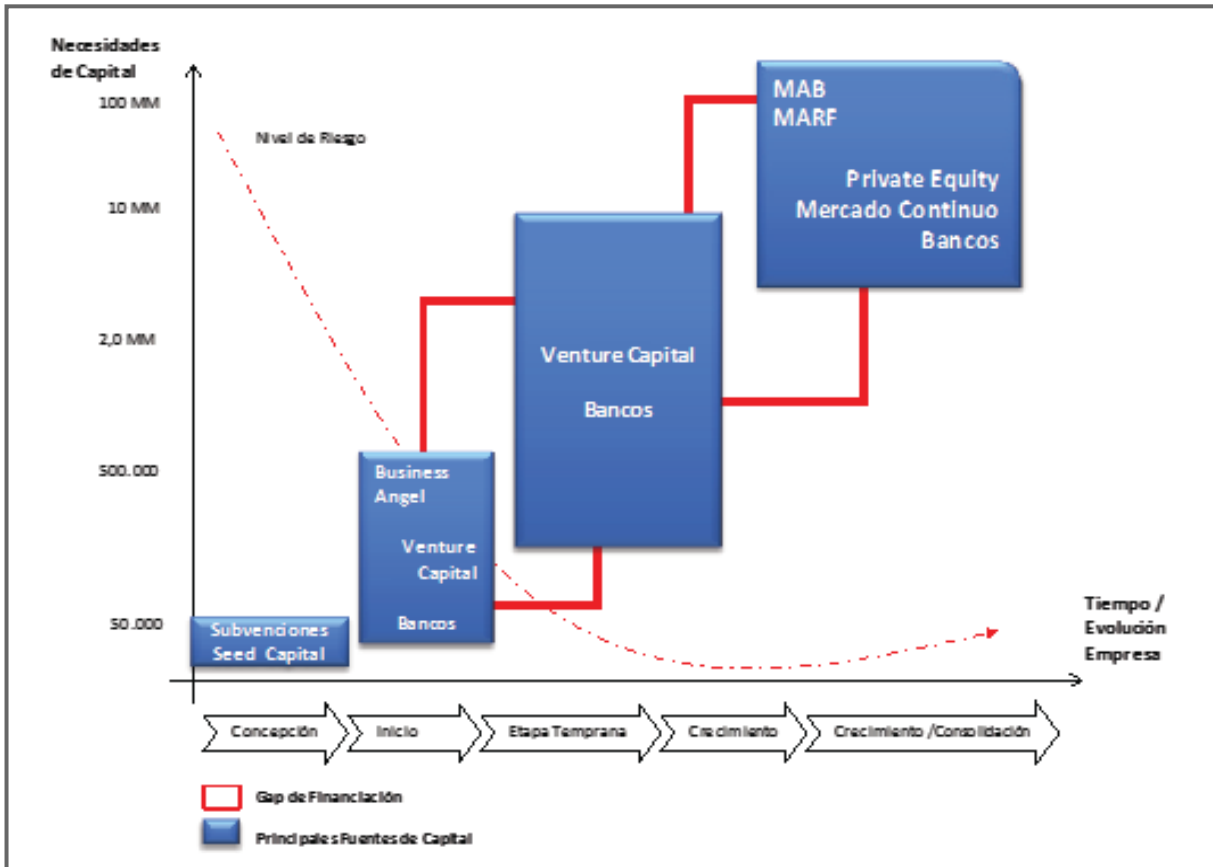 Necesidades
de Capital
100 MM
Nivel de Riesgo
10 MM
2,0 MM
500.000
50.000
MAB
MARF
Private Equity
Mercado Continuo
Bancos
Venture Capital
Bancos
Business
Angel
Venture
Capital
Bancos
Subvenciones
Seed Capital
Tiempo /
Evolución
Empresa
Concepción
Inicio
Etapa Temprana
Crecimiento
Crecimiento /Consolidación
Gap de Financiación
Principales Fuentes de Capital